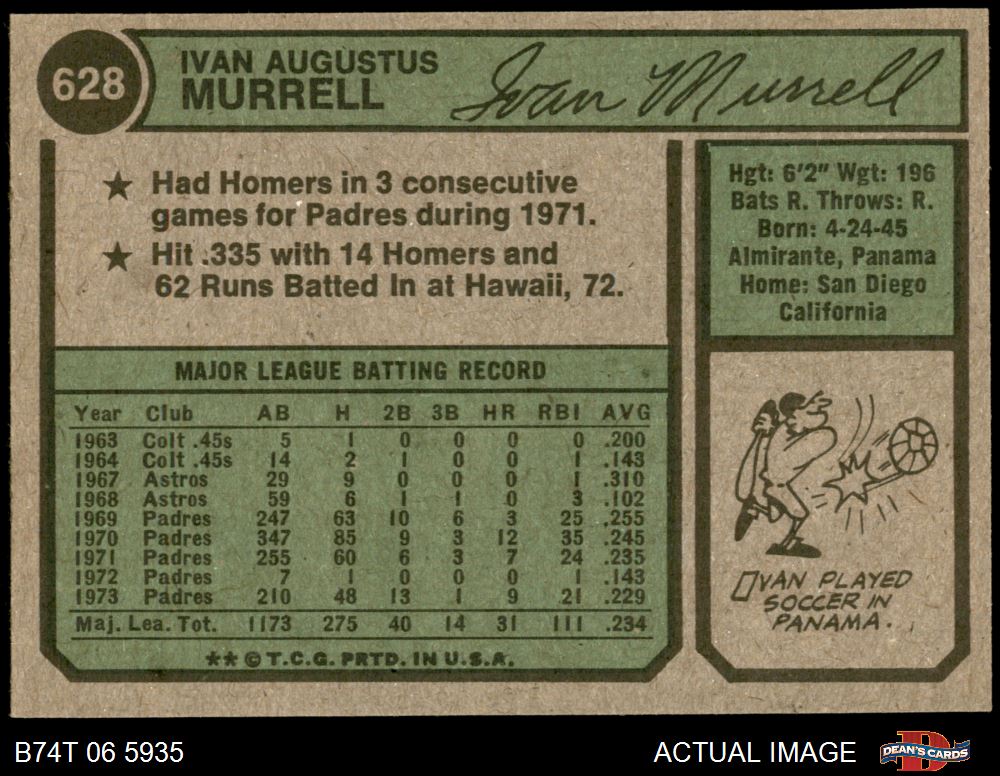 628
IVAN AUGUSTUS
MURRELL
Ivan Murrell
★ Had Homers in 3 consecutive
games for Padres during 1971.
★ Hit .335 with 14 Homers and
62 Runs Batted In at Hawaii, 72.
Hgt: 6'2" Wgt: 196
Bats R. Throws: R.
Born: 4-24-45
Almirante, Panama
Home: San Diego
California
MAJOR LEAGUE BATTING RECORD
Year Club AB H 2B 3B HR RBI AVG
1963 Colt .45s 5 1 0 0 0 0 .200
1964 Colt .45s 14 2 1 0 0 1 .143
1967 Astros 29 9 0 0 0 1 .310
1968 Astros 59 6 1 1 0 3 .102
1969 Padres 247 63 10 6 3 25 .255
1970 Padres 347 85 9 3 12 35 .245
1971 Padres 255 60 6 3 7 24 .235
1972 Padres 7 1 0 0 0 1 .143
1973 Padres 210 48 13 1 9 21 .229
Maj. Lea. Tot. 1173 275 40 14 31 111 .234
** © T.C.G. PRTD. IN U.S.A.
IVAN PLAYED
SOCCER IN
PANAMA.
B74T 06 5935
ACTUAL IMAGE
D
DEAN'S CARDS